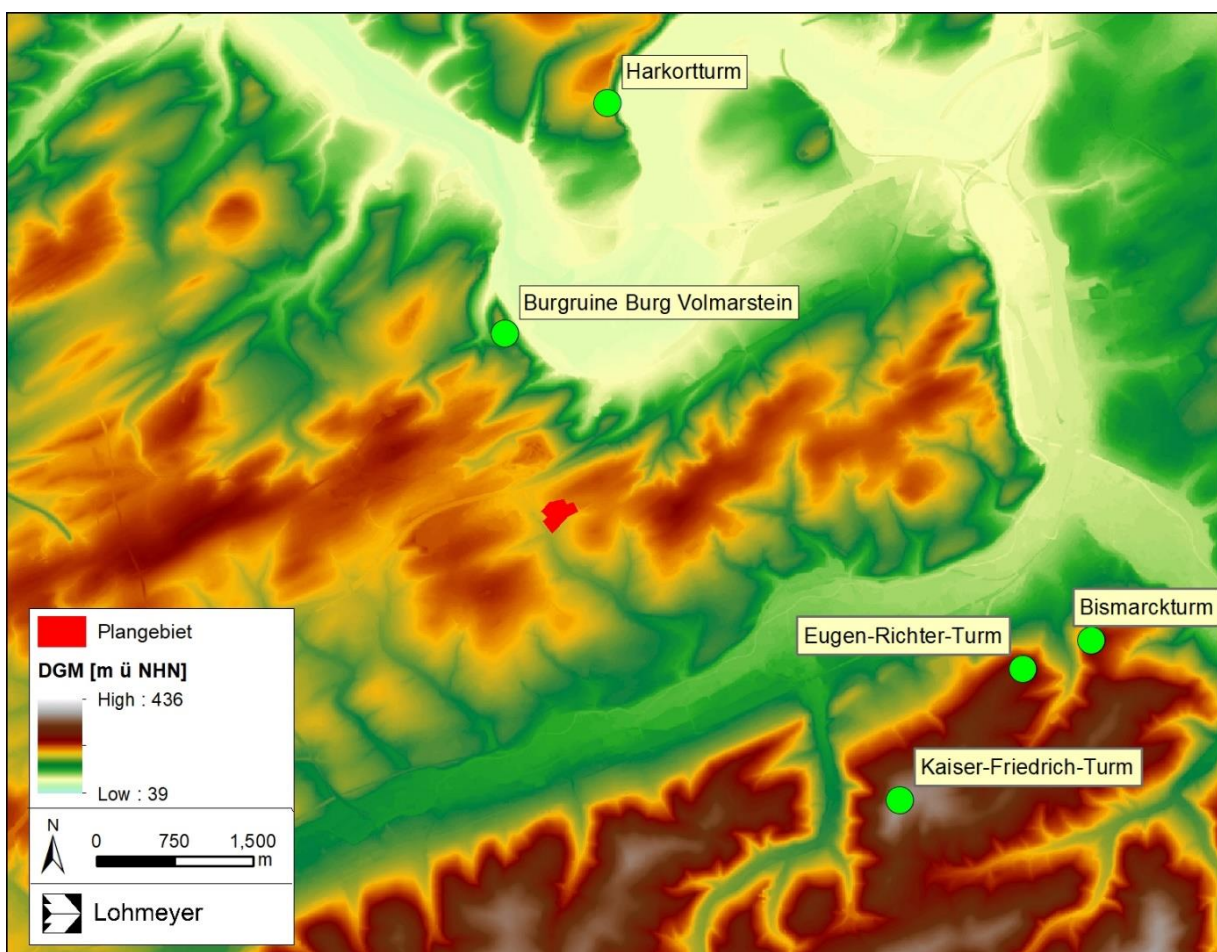 Harkortturm
Burgruine Burg Volmarstein
Bismarckturm
Eugen-Richter-Turm
Kaiser-Friedrich-Turm
Plangebiet
DGM [m ü NHN]
High : 436
Low : 39
N
0 750 1,500
m
Lohmeyer